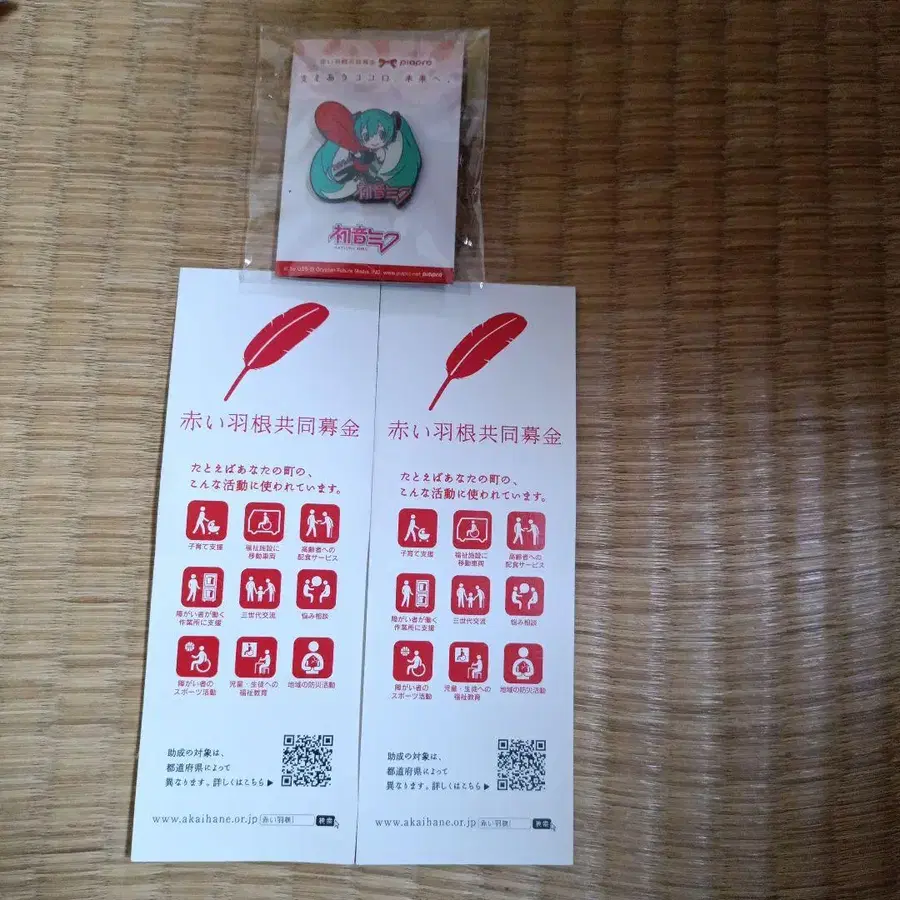 赤い羽根共同募金 piapro
ささえあうココロ、未来へ。
初音ミク
初音ミク
赤い羽根共同募金
たとえばあなたの町の、
こんな活動に使われています。
子育て支援
福祉施設に
移動車両
高齢者への
配食サービス
障がい者が働く
作業所に支援
三世代交流
悩み相談
障がい者の
スポーツ活動
児童・生徒への
福祉教育
地域の防災活動
助成の対象は、
都道府県によって
異なります。詳しくはこちら▶
www.akaihane.or.jp 赤い羽根 検索
赤い羽根共同募金
たとえばあなたの町の、
こんな活動に使われています。
子育て支援
福祉施設に
移動車両
高齢者への
配食サービス
障がい者が働く
作業所に支援
三世代交流
悩み相談
障がい者の
スポーツ活動
児童・生徒への
福祉教育
地域の防災活動
助成の対象は、
都道府県によって
異なります。詳しくはこちら▶
www.akaihane.or.jp 赤い羽根 検索